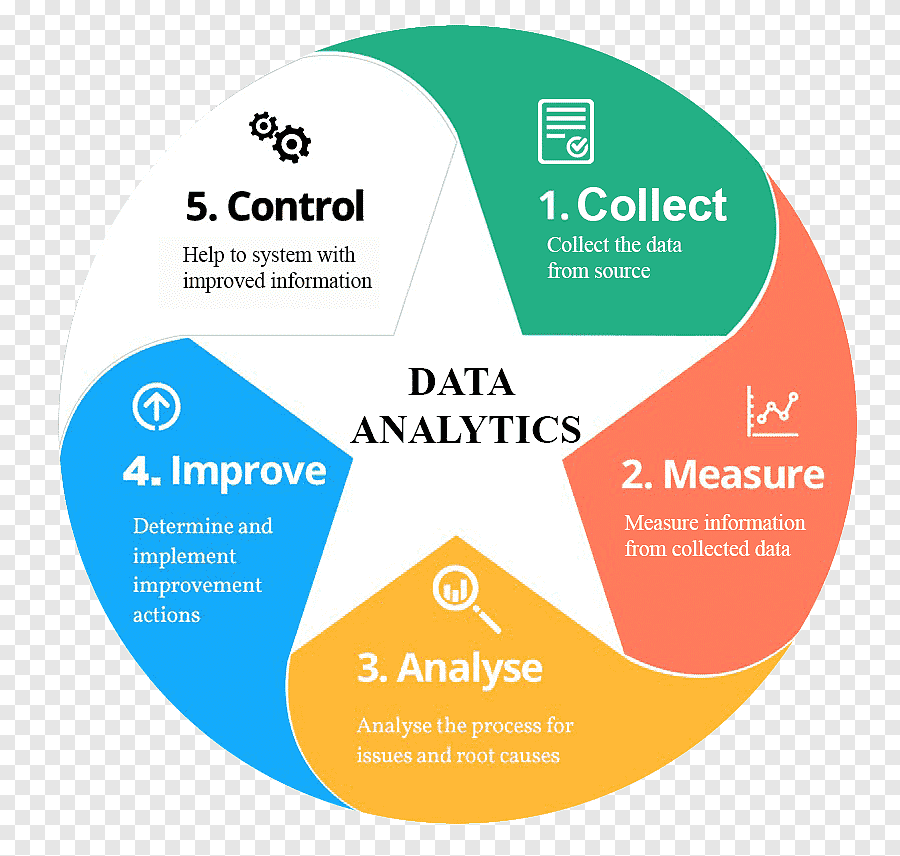 DATA
ANALYTICS
1. Collect
Collect the data
from source
2. Measure
Measure information
from collected data
3. Analyse
Analyse the process for
issues and root causes
4. Improve
Determine and
implement
improvement
actions
5. Control
Help to system with
improved information